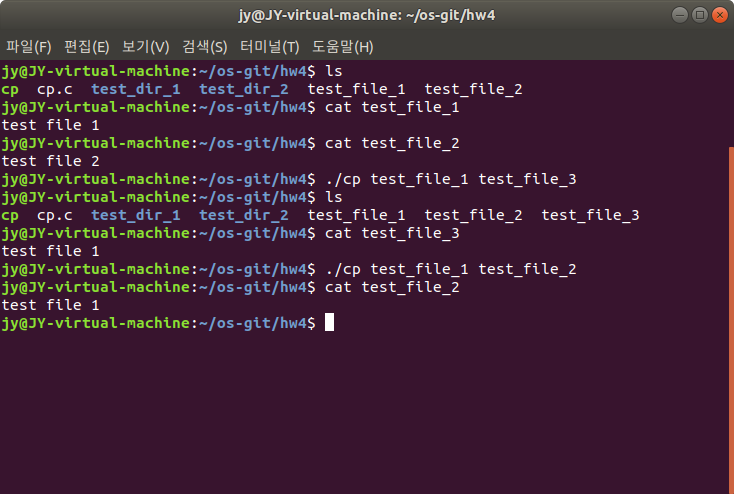 jy@JY-virtual-machine: ~/os-git/hw4
파일(F) 편집(E) 보기(V) 검색(S) 터미널(T) 도움말(H)
jy@JY-virtual-machine:~/os-git/hw4$ ls
cp  cp.c  test_dir_1  test_dir_2  test_file_1  test_file_2
jy@JY-virtual-machine:~/os-git/hw4$ cat test_file_1
test file 1
jy@JY-virtual-machine:~/os-git/hw4$ cat test_file_2
test file 2
jy@JY-virtual-machine:~/os-git/hw4$ ./cp test_file_1 test_file_3
jy@JY-virtual-machine:~/os-git/hw4$ ls
cp  cp.c  test_dir_1  test_dir_2  test_file_1  test_file_2  test_file_3
jy@JY-virtual-machine:~/os-git/hw4$ cat test_file_3
test file 1
jy@JY-virtual-machine:~/os-git/hw4$ ./cp test_file_1 test_file_2
jy@JY-virtual-machine:~/os-git/hw4$ cat test_file_2
test file 1
jy@JY-virtual-machine:~/os-git/hw4$